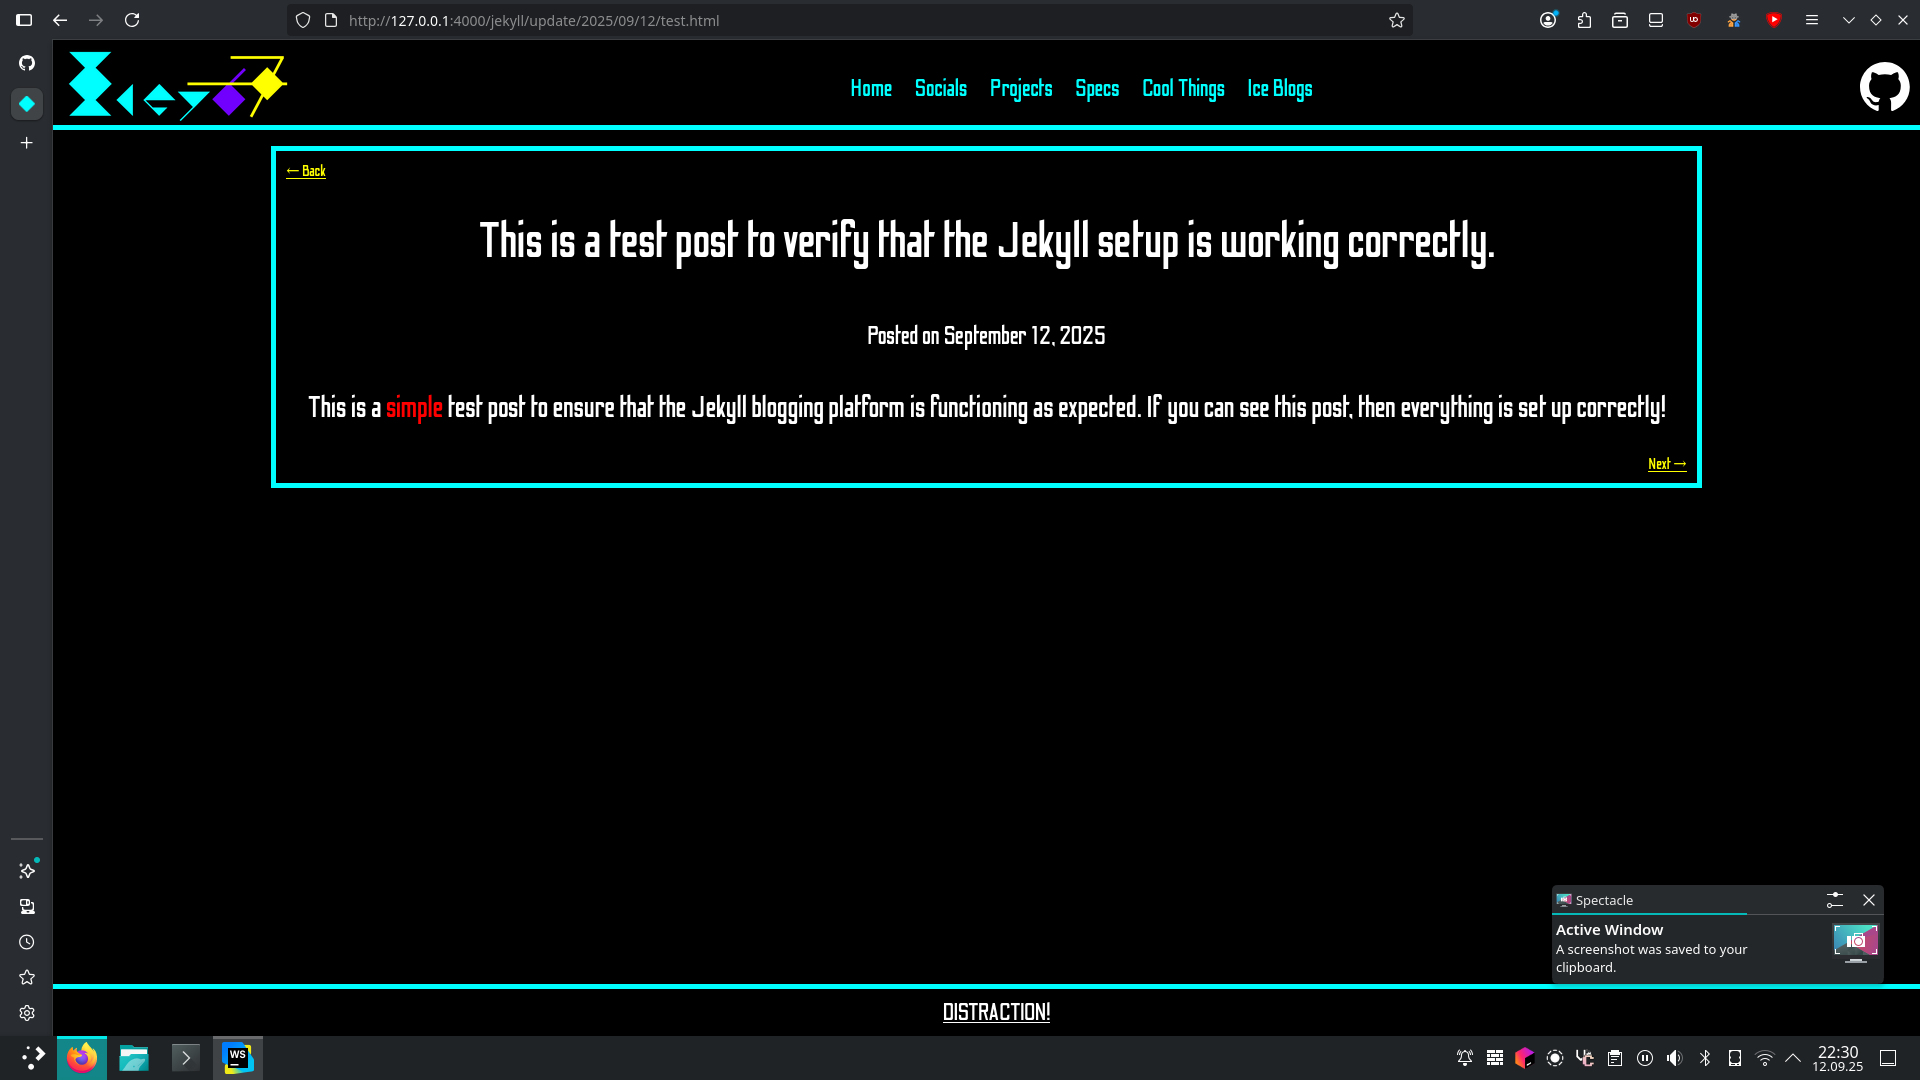 http://127.0.0.1:4000/jekyll/update/2025/09/12/test.html
Home Socials Projects Specs Cool Things Ice Blogs
← Back
This is a test post to verify that the Jekyll setup is working correctly.
Posted on September 12, 2025
This is a simple test post to ensure that the Jekyll blogging platform is functioning as expected. If you can see this post, then everything is set up correctly!
Next →
Spectacle
Active Window
A screenshot was saved to your
clipboard.
DISTRACTION!
WS
22:30
12.09.25